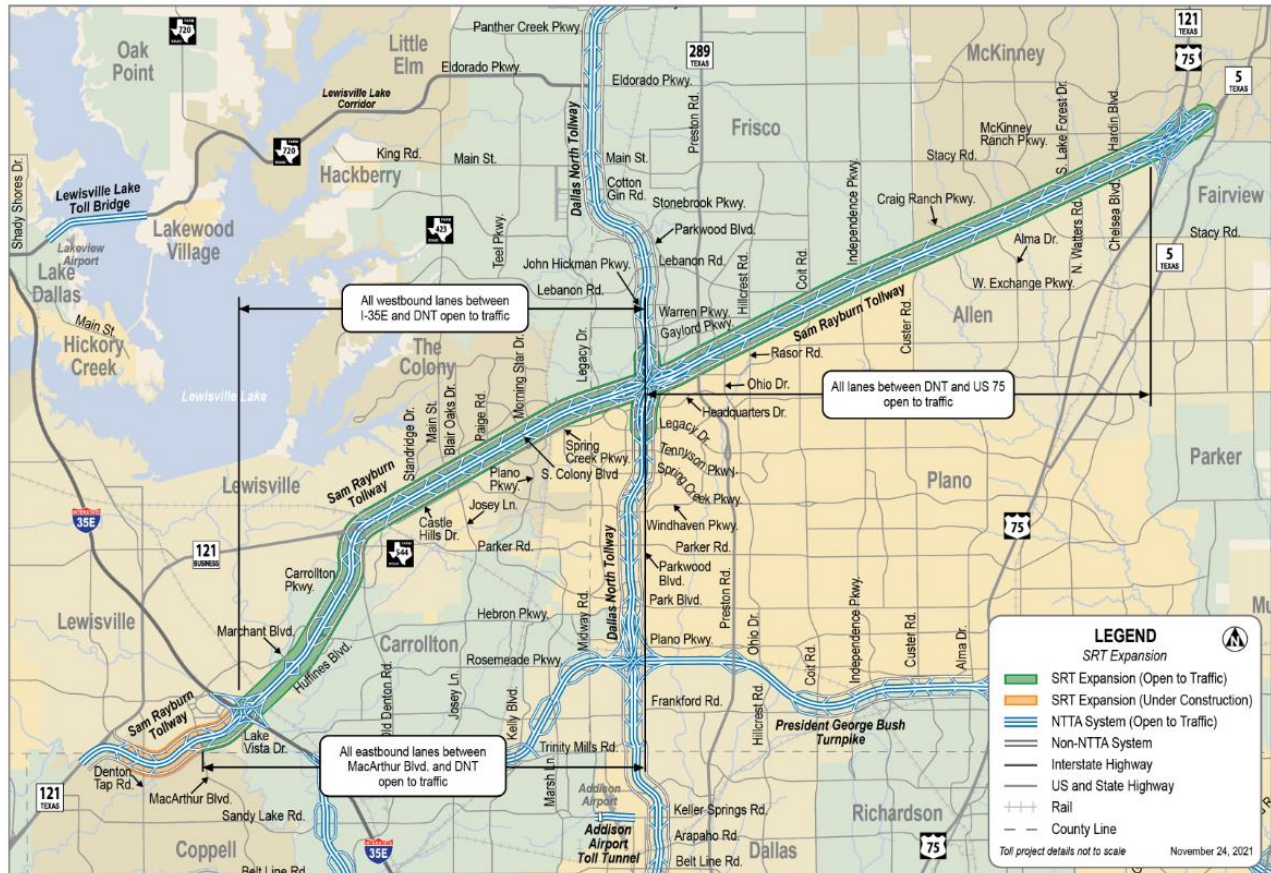 Panther Creek Pkwy.
121
TEXAS
720
Oak
Point
Little
Elm
289
TEXAS
McKinney
75
5
TEXAS
Eldorado Pkwy.
Eldorado Pkwy.
Lewisville Lake
Corridor
Preston Rd.
Frisco
McKinney
Ranch Pkwy.
S. Lake Forest Dr.
Hardin Blvd.
720
King Rd.
Main St.
Main St.
Stacy Rd.
Hackberry
Dallas North Tollway
Cotton
Gin Rd.
Independence Pkwy.
Craig Ranch Pkwy.
Fairview
Shady Shores Dr.
Lewisville Lake
Toll Bridge
Stonebrook Pkwy.
N. Watters Rd.
Chelsea Blvd.
Stacy Rd.
Lakewood
Village
423
Teel Pkwy.
Parkwood Blvd.
Alma Dr.
Lakeview
Airport
John Hickman Pkwy.
Lebanon Rd.
Hillcrest Rd.
Coit Rd.
5
TEXAS
Lake
Dallas
Lebanon Rd.
W. Exchange Pkwy.
All westbound lanes between
I-35E and DNT open to traffic
Warren Pkwy.
Gaylord Pkwy.
Sam Rayburn Tollway
Custer Rd.
Allen
Main St.
Hickory
Creek
The
Colony
Morning Star Dr.
Legacy Dr.
Rasor Rd.
Lewisville Lake
Ohio Dr.
All lanes between DNT and US 75
open to traffic
Headquarters Dr.
Standridge Dr.
Main St.
Blair Oaks Dr.
Paige Rd.
Legacy Dr.
Spring
Creek Pkwy.
Tennyson Pkwy.
Parker
Plano
Pkwy.
S. Colony Blvd
Spring Creek Pkwy.
Plano
Lewisville
Sam Rayburn
Tollway
Castle
Hills Dr.
Josey Ln.
Windhaven Pkwy.
INTERSTATE
35E
75
121
BUSINESS
544
Parker Rd.
Parker Rd.
Parkwood
Blvd.
Carrollton
Pkwy.
Midway Rd.
Dallas North Tollway
Park Blvd.
Preston Rd.
Lewisville
Hebron Pkwy.
Marchant Blvd.
Carrollton
Plano Pkwy.
Ohio Dr.
Independence Pkwy.
Custer Rd.
Alma Dr.
Huffines Blvd.
Rosemeade Pkwy.
Coit Rd.
Sam Rayburn
Tollway
Old Denton Rd.
Josey Ln.
Kelly Blvd.
Frankford Rd.
Hillcrest Rd.
President George Bush
Turnpike
Lake
Vista Dr.
All eastbound lanes between
MacArthur Blvd. and DNT
open to traffic
Trinity Mills Rd.
Denton
Tap Rd.
MacArthur Blvd.
Marsh Ln.
Addison
Airport
121
TEXAS
Sandy Lake Rd.
Keller Springs Rd.
Richardson
Coppell
35E
Addison
Airport
Toll Tunnel
Arapaho Rd.
Dallas
75
Belt Line Rd.
Belt Line Rd.
LEGEND
N
SRT Expansion
SRT Expansion (Open to Traffic)
SRT Expansion (Under Construction)
NTTA System (Open to Traffic)
Non-NTTA System
Interstate Highway
US and State Highway
Rail
County Line
Toll project details not to scale
November 24, 2021